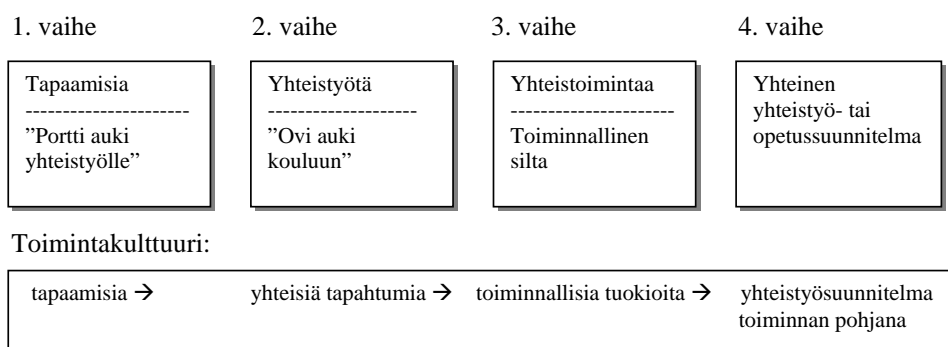 1. vaihe
2. vaihe
3. vaihe
4. vaihe
Tapaamisia
----------------------
”Portti auki
yhteistyölle”
Yhteistyötä
--------------------
”Ovi auki
kouluun”
Yhteistoimintaa
----------------------
Toiminnallinen
silta
Yhteinen
yhteistyö- tai
opetussuunnitelma
Toimintakulttuuri:
tapaamisia → yhteisiä tapahtumia → toiminnallisia tuokioita → yhteistyösuunnitelma
toiminnan pohjana